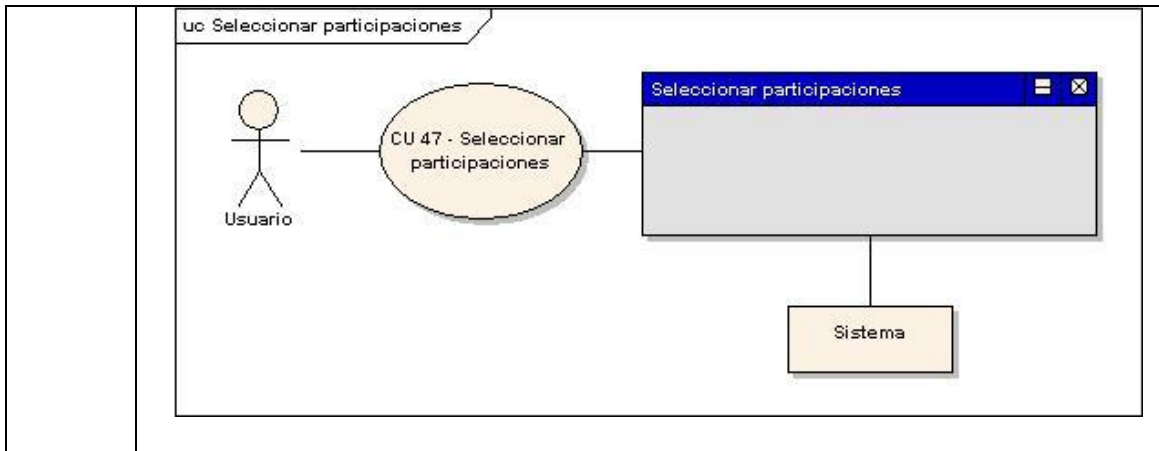 uc Seleccionar participaciones
CU 47 - Seleccionar
participaciones
Seleccionar participaciones
Usuario
Sistema